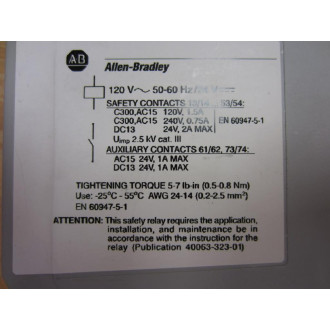 AB Allen-Bradley
120 V~ 50-60 Hz
SAFETY CONTACTS 53/54:
C300,AC15 120V, 1.5A
C300,AC15 240V, 0.75A EN 60947-5-1
DC13 24V, 2A MAX
Uimp 2.5 kV cat. III
AUXILIARY CONTACTS 61/62, 73/74:
AC15 24V, 1A MAX
DC13 24V, 1A MAX
TIGHTENING TORQUE 5-7 lb-in (0.5-0.8 Nm)
USE: -25°C - 55°C AWG 24-14 (0.2-2.5 mm²)
EN 60947-5-1
ATTENTION: This safety relay requires the application,
installation, and maintenance be in
accordance with the instruction for the
relay (Publication 40063-323-01)